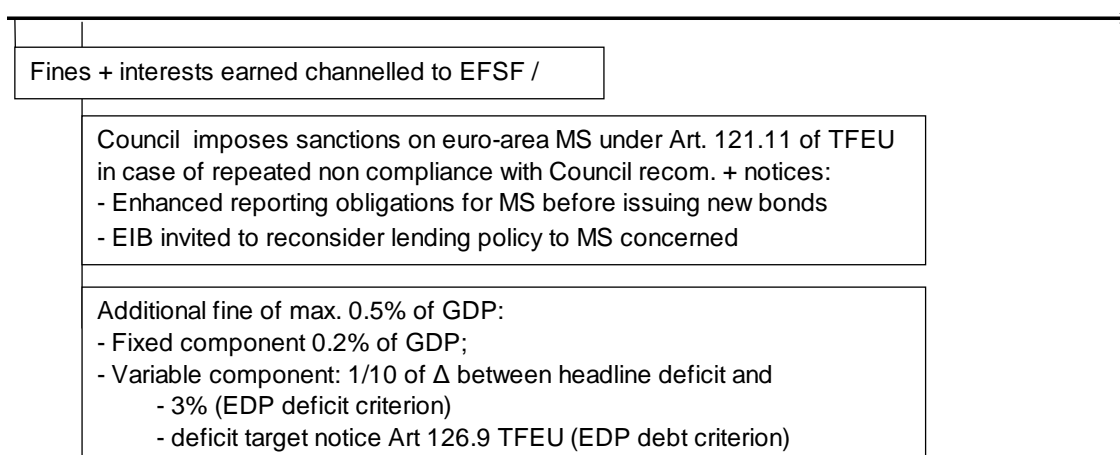 Fines + interests earned channelled to EFSF /
Council imposes sanctions on euro-area MS under Art. 121.11 of TFEU
in case of repeated non compliance with Council recom. + notices:
- Enhanced reporting obligations for MS before issuing new bonds
- EIB invited to reconsider lending policy to MS concerned
Additional fine of max. 0.5% of GDP:
- Fixed component 0.2% of GDP;
- Variable component: 1/10 of Δ between headline deficit and
- 3% (EDP deficit criterion)
- deficit target notice Art 126.9 TFEU (EDP debt criterion)